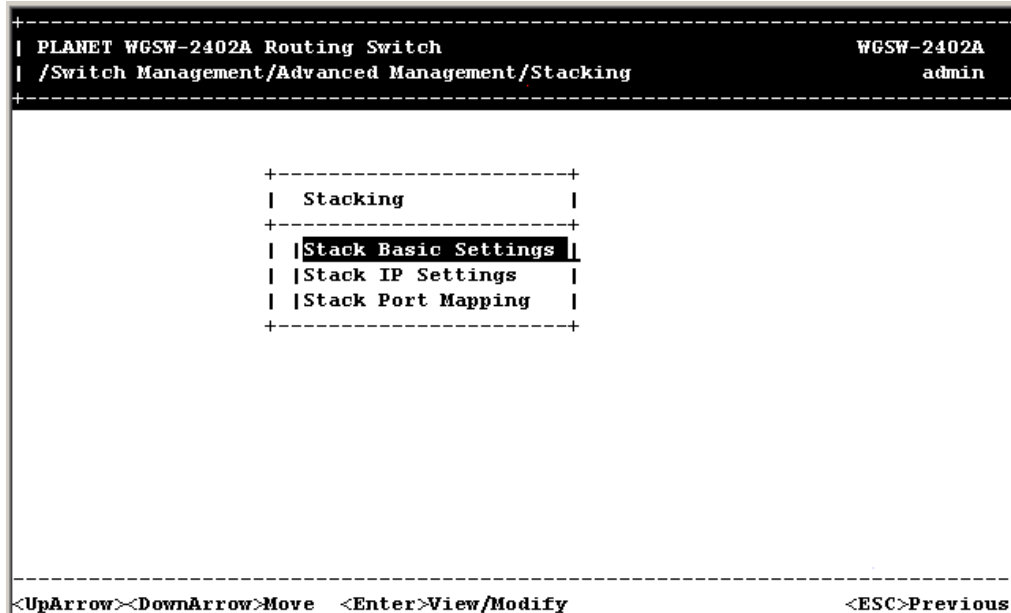 PLANET WGSW-2402A Routing Switch WGSW-2402A
/Switch Management/Advanced Management/Stacking admin
Stacking
Stack Basic Settings
Stack IP Settings
Stack Port Mapping
<UpArrow><DownArrow>Move <Enter>View/Modify <ESC>Previous